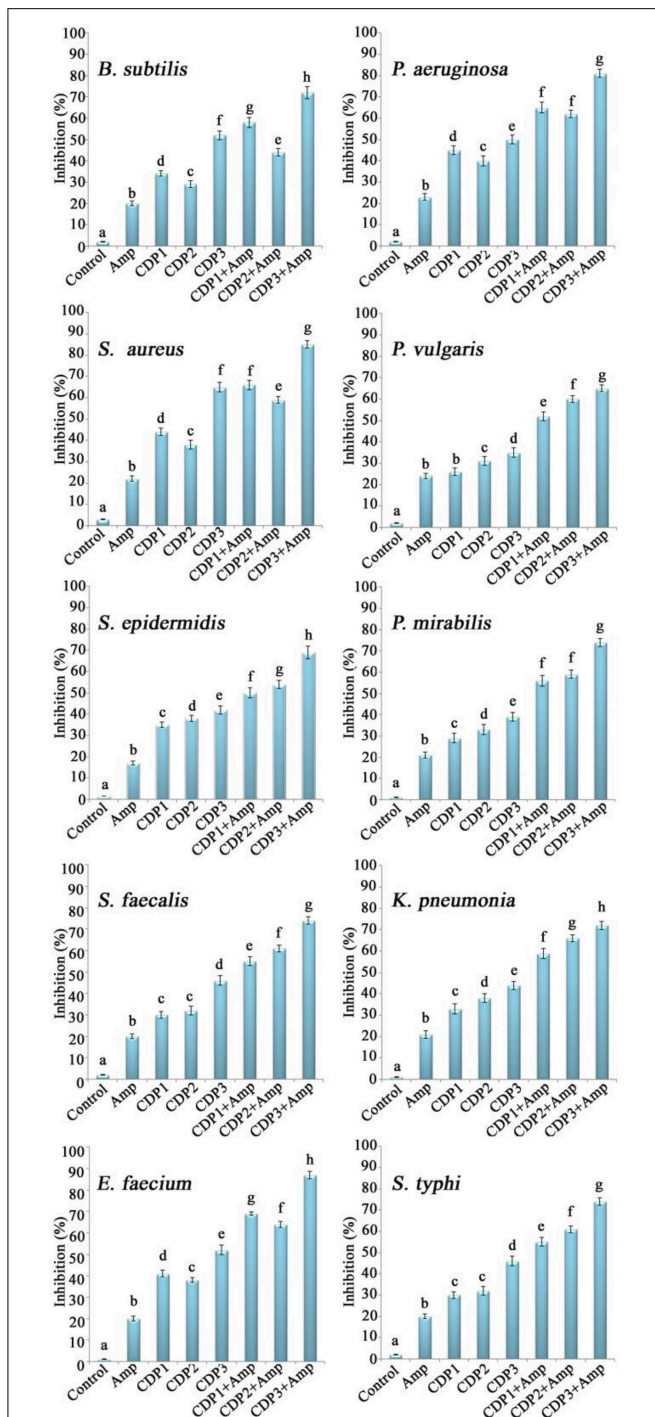 B. subtilis
Inhibition (%)
100
90
80
70
60
50
40
30
20
10
0
a
b
d
c
f
g
e
h
Control
Amp
CDP1
CDP2
CDP3
CDP1+Amp
CDP2+Amp
CDP3+Amp
P. aeruginosa
Inhibition (%)
100
90
80
70
60
50
40
30
20
10
0
a
b
d
c
e
f
f
g
Control
Amp
CDP1
CDP2
CDP3
CDP1+Amp
CDP2+Amp
CDP3+Amp
S. aureus
Inhibition (%)
100
90
80
70
60
50
40
30
20
10
0
a
b
d
c
f
f
e
g
Control
Amp
CDP1
CDP2
CDP3
CDP1+Amp
CDP2+Amp
CDP3+Amp
P. vulgaris
Inhibition (%)
100
90
80
70
60
50
40
30
20
10
0
a
b
b
c
d
e
f
g
Control
Amp
CDP1
CDP2
CDP3
CDP1+Amp
CDP2+Amp
CDP3+Amp
S. epidermidis
Inhibition (%)
100
90
80
70
60
50
40
30
20
10
0
a
b
c
d
e
f
g
h
Control
Amp
CDP1
CDP2
CDP3
CDP1+Amp
CDP2+Amp
CDP3+Amp
P. mirabilis
Inhibition (%)
100
90
80
70
60
50
40
30
20
10
0
a
b
c
d
e
f
f
g
Control
Amp
CDP1
CDP2
CDP3
CDP1+Amp
CDP2+Amp
CDP3+Amp
S. faecalis
Inhibition (%)
100
90
80
70
60
50
40
30
20
10
0
a
b
c
c
d
e
f
g
Control
Amp
CDP1
CDP2
CDP3
CDP1+Amp
CDP2+Amp
CDP3+Amp
K. pneumonia
Inhibition (%)
100
90
80
70
60
50
40
30
20
10
0
a
b
c
d
e
f
g
h
Control
Amp
CDP1
CDP2
CDP3
CDP1+Amp
CDP2+Amp
CDP3+Amp
E. faecium
Inhibition (%)
100
90
80
70
60
50
40
30
20
10
0
a
b
d
c
e
g
f
h
Control
Amp
CDP1
CDP2
CDP3
CDP1+Amp
CDP2+Amp
CDP3+Amp
S. typhi
Inhibition (%)
100
90
80
70
60
50
40
30
20
10
0
a
b
c
c
d
e
f
g
Control
Amp
CDP1
CDP2
CDP3
CDP1+Amp
CDP2+Amp
CDP3+Amp